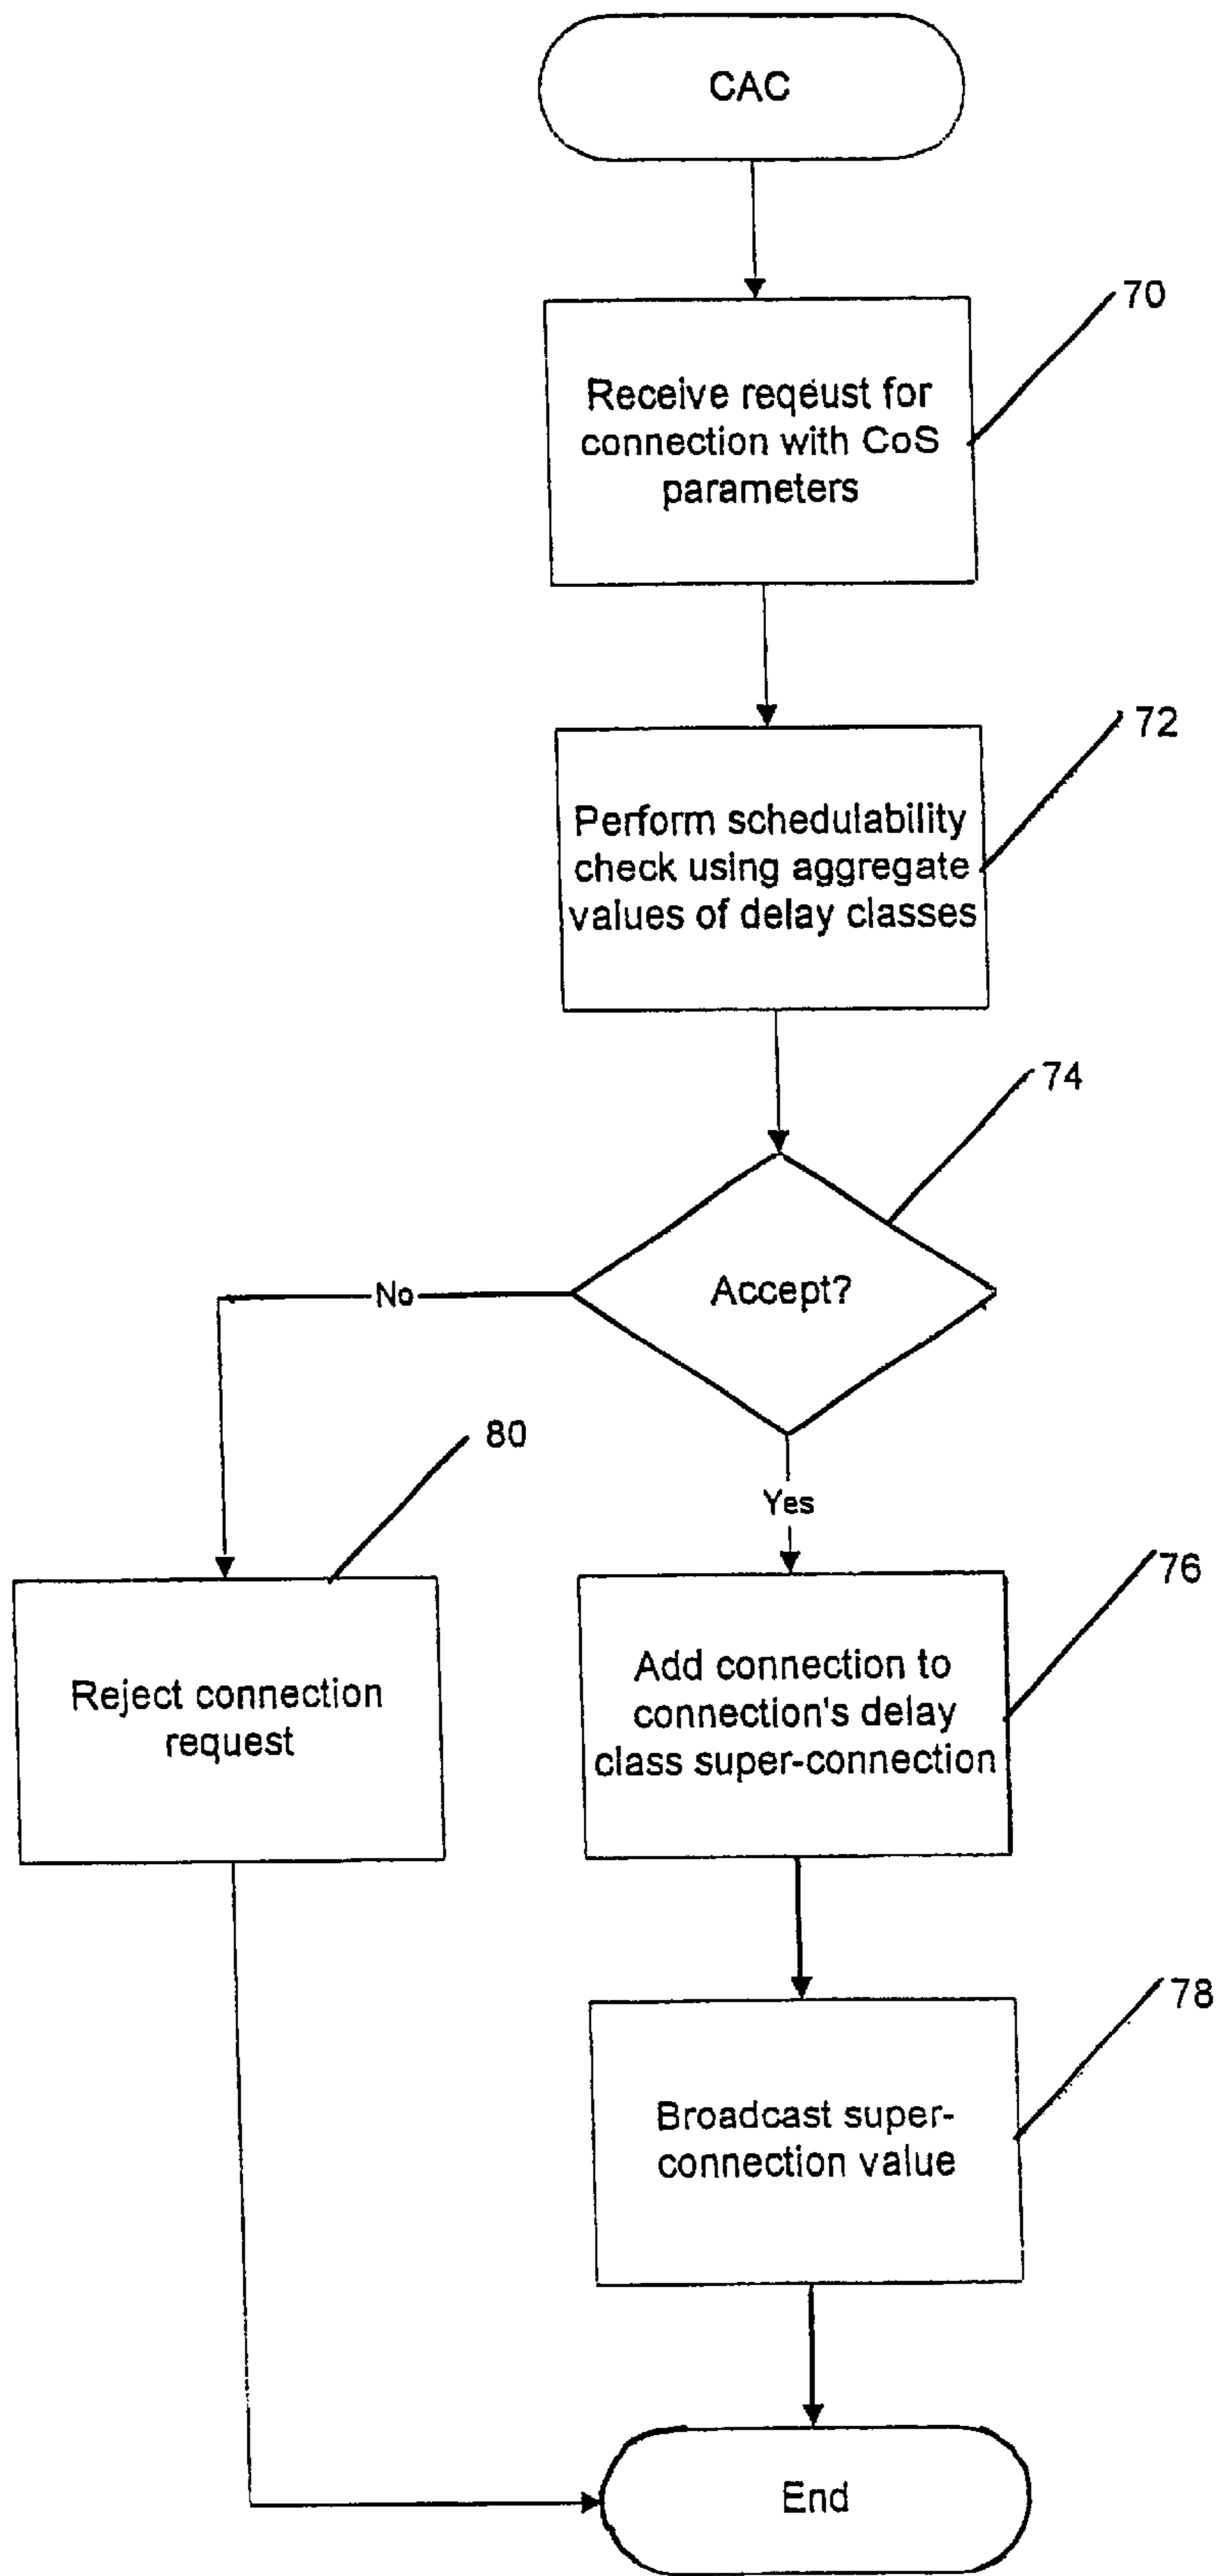 CAC
70
Receive reqeust for
connection with CoS
parameters
72
Perform schedulability
check using aggregate
values of delay classes
74
Accept?
No
Yes
80
Reject connection
request
76
Add connection to
connection's delay
class super-connection
78
Broadcast super-
connection value
End